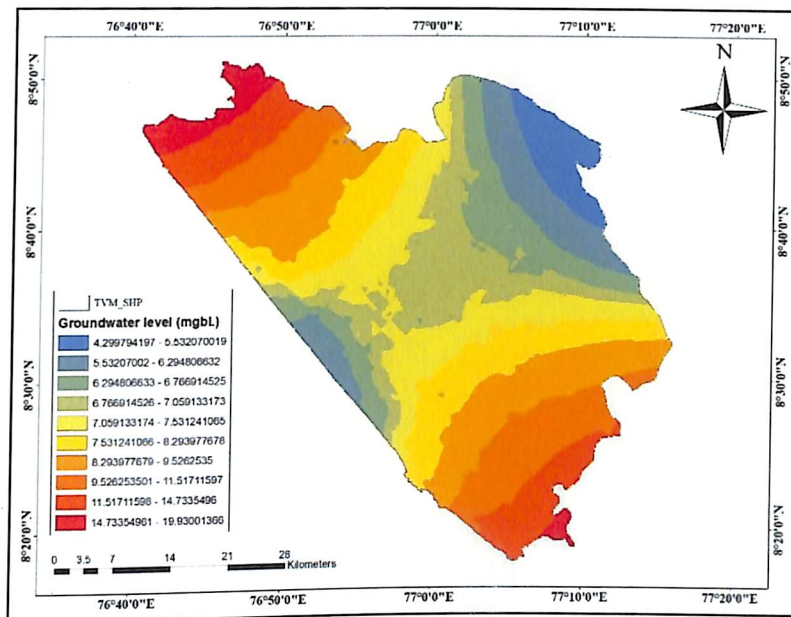 76°40'0"E 76°50'0"E 77°0'0"E 77°10'0"E 77°20'0"E
N
8°50'0"N
8°50'0"N
8°40'0"N
8°40'0"N
8°30'0"N
8°30'0"N
8°20'0"N
8°20'0"N
TVM_SHP
Groundwater level (mgbL)
4.299794197 - 5.532070019
5.53207002 - 6.294806632
6.294806633 - 6.766914525
6.766914526 - 7.059133173
7.059133174 - 7.531241065
7.531241066 - 8.293977678
8.293977679 - 9.5262535
9.526253501 - 11.51711597
11.51711598 - 14.7335496
14.73354961 - 19.93001366
0 3.5 7 14 21 28
Kilometers
76°40'0"E 76°50'0"E 77°0'0"E 77°10'0"E 77°20'0"E